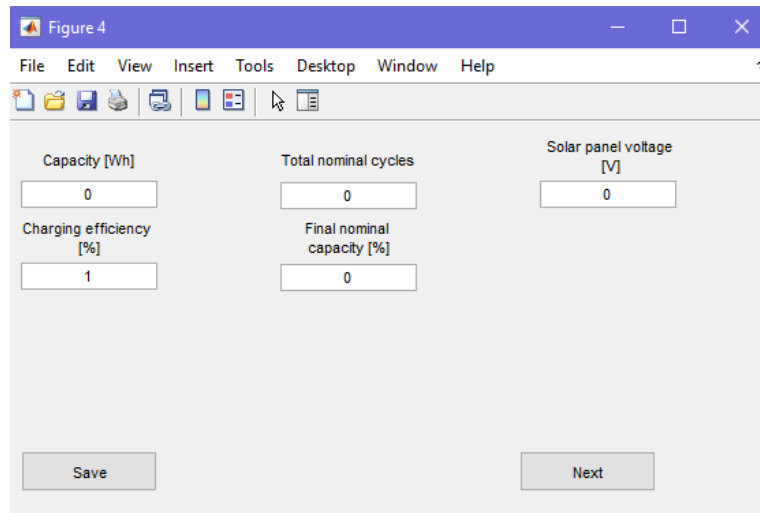 Figure 4
File Edit View Insert Tools Desktop Window Help
Capacity [Wh]
0
Total nominal cycles
0
Solar panel voltage
[V]
0
Charging efficiency
[%]
1
Final nominal
capacity [%]
0
Save
Next